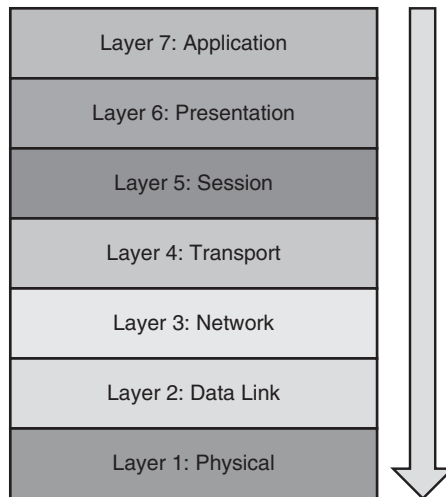 Layer 7: Application
Layer 6: Presentation
Layer 5: Session
Layer 4: Transport
Layer 3: Network
Layer 2: Data Link
Layer 1: Physical